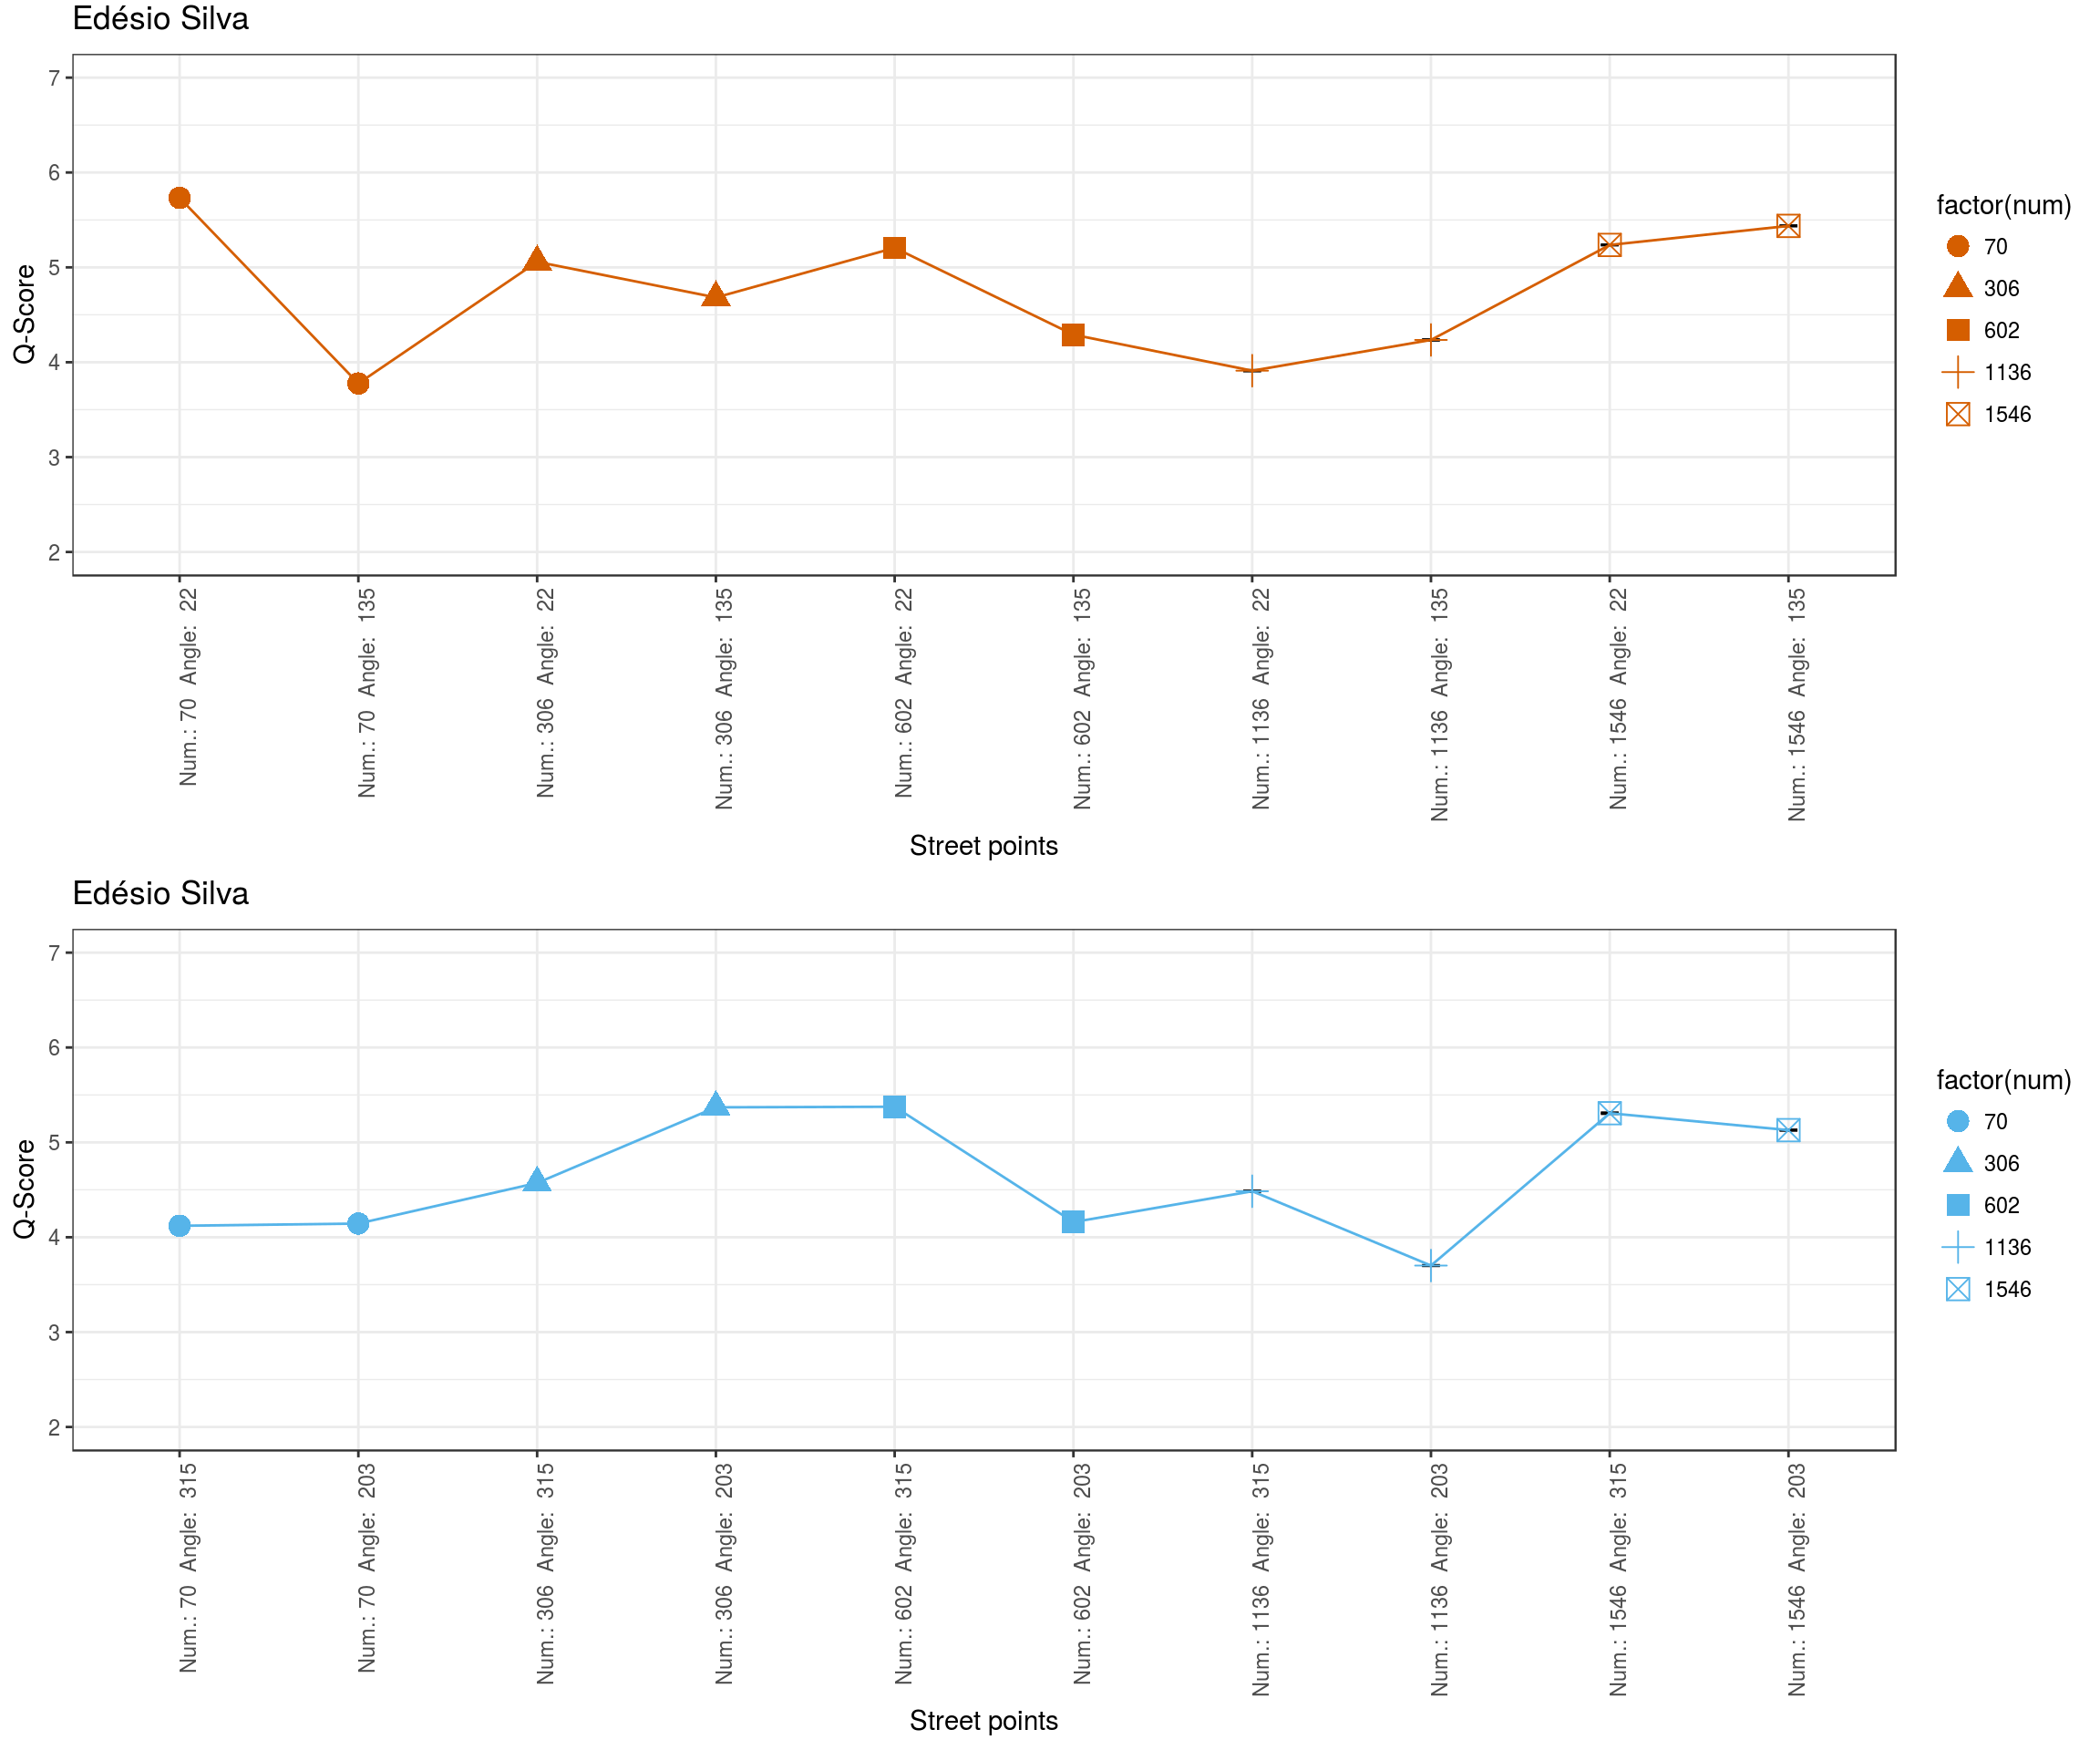 Edésio Silva
Q-Score
7
6
5
4
3
2
Num.: 70 Angle: 22
Num.: 70 Angle: 135
Num.: 306 Angle: 22
Num.: 306 Angle: 135
Num.: 602 Angle: 22
Num.: 602 Angle: 135
Num.: 1136 Angle: 22
Num.: 1136 Angle: 135
Num.: 1546 Angle: 22
Num.: 1546 Angle: 135
Street points
factor(num)
70
306
602
1136
1546
Edésio Silva
Q-Score
7
6
5
4
3
2
Num.: 70 Angle: 315
Num.: 70 Angle: 203
Num.: 306 Angle: 315
Num.: 306 Angle: 203
Num.: 602 Angle: 315
Num.: 602 Angle: 203
Num.: 1136 Angle: 315
Num.: 1136 Angle: 203
Num.: 1546 Angle: 315
Num.: 1546 Angle: 203
Street points
factor(num)
70
306
602
1136
1546